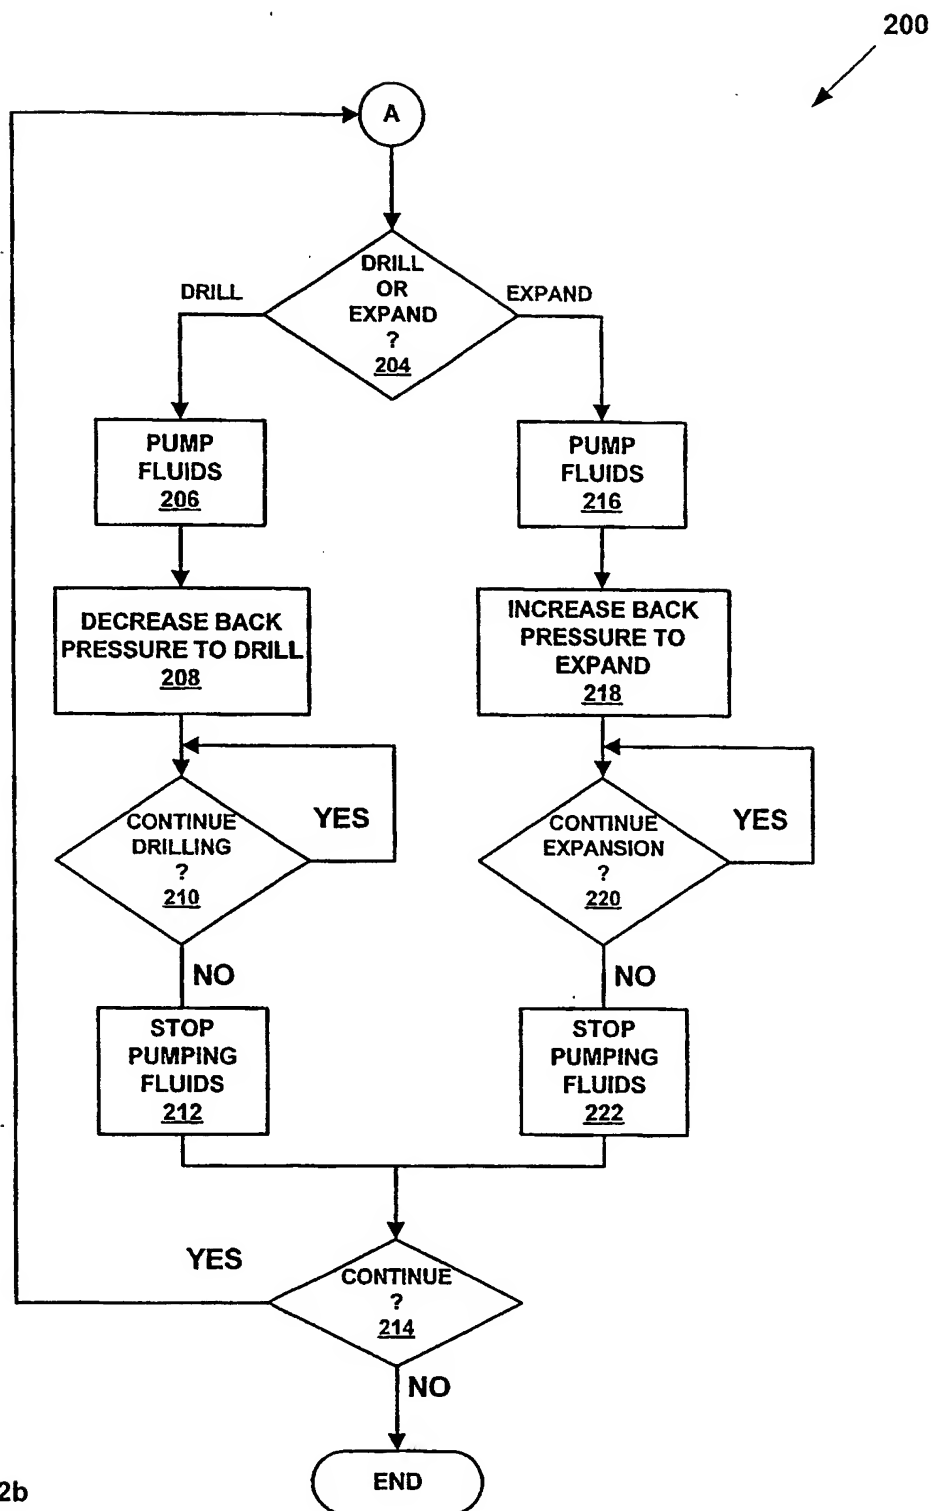 200
A
DRILL
OR
EXPAND
?
204
DRILL
EXPAND
PUMP
FLUIDS
206
PUMP
FLUIDS
216
DECREASE BACK
PRESSURE TO DRILL
208
INCREASE BACK
PRESSURE TO
EXPAND
218
CONTINUE
DRILLING
?
210
YES
CONTINUE
EXPANSION
?
220
YES
NO
NO
STOP
PUMPING
FLUIDS
212
STOP
PUMPING
FLUIDS
222
YES
CONTINUE
?
214
NO
END
2b